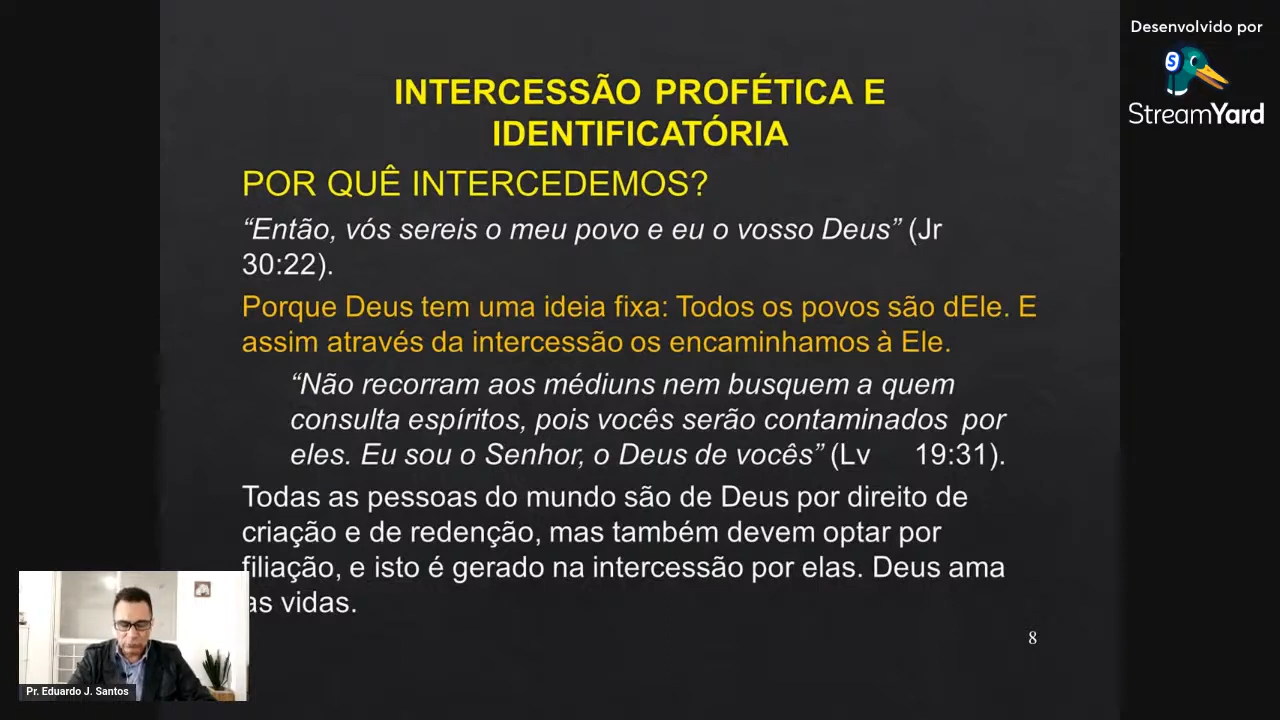 Desenvolvido por
StreamYard
INTERCESSÃO PROFÉTICA E
IDENTIFICATÓRIA
POR QUÊ INTERCEDEMOS?
“Então, vós sereis o meu povo e eu o vosso Deus” (Jr
30:22).
Porque Deus tem uma ideia fixa: Todos os povos são dEle. E
assim através da intercessão os encaminhamos à Ele.
“Não recorram aos médiuns nem busquem a quem
consulta espíritos, pois vocês serão contaminados por
eles. Eu sou o Senhor, o Deus de vocês” (Lv 19:31).
Todas as pessoas do mundo são de Deus por direito de
criação e de redenção, mas também devem optar por
filiação, e isto é gerado na intercessão por elas. Deus ama
as vidas.
8
Pr. Eduardo J. Santos